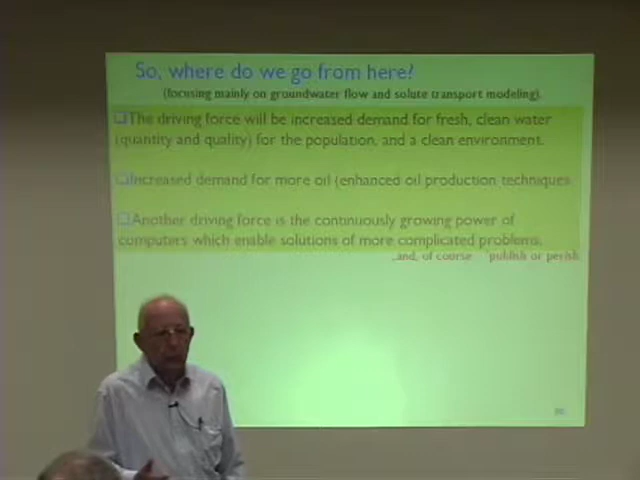 So, where do we go from here?
(focusing mainly on groundwater flow and solute transport modeling).
The driving force will be increased demand for fresh, clean water
(quantity and quality) for the population, and a clean environment.
Increased demand for more oil (enhanced oil production techniques
Another driving force is the continuously growing power of
computers which enable solutions of more complicated problems.
..and, of course "publish or perish